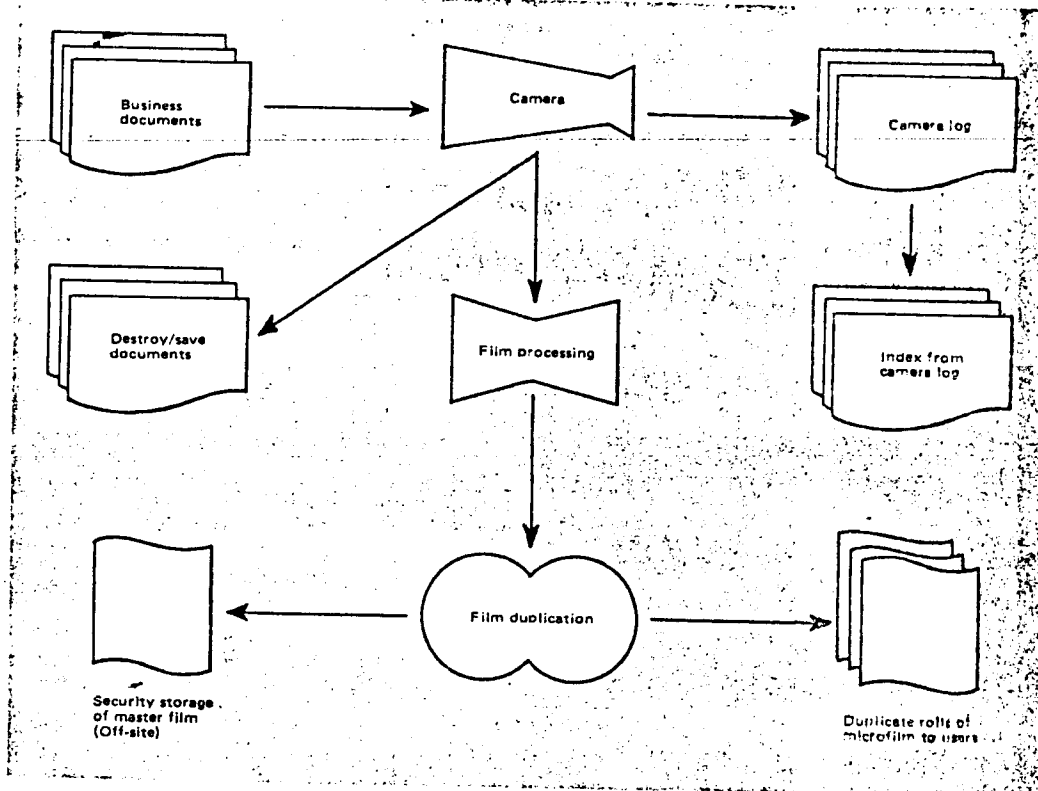 Business
documents
Camera
Camera log
Destroy/save
documents
Film processing
Index from
camera log
Film duplication
Security storage
of master film
(Off-site)
Duplicate rolls of
microfilm to users